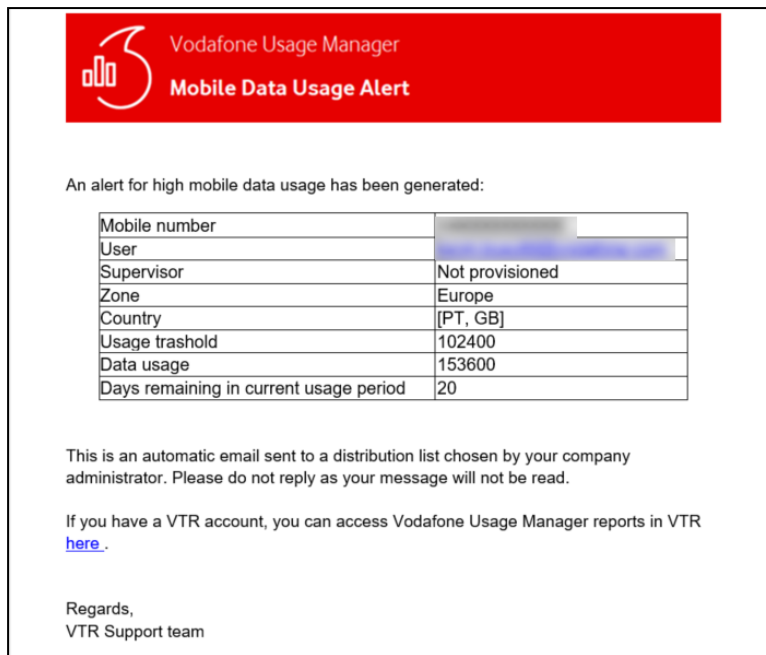 Vodafone Usage Manager
Mobile Data Usage Alert
An alert for high mobile data usage has been generated:
Mobile number
User
Supervisor Not provisioned
Zone Europe
Country [PT, GB]
Usage trashold 102400
Data usage 153600
Days remaining in current usage period 20
This is an automatic email sent to a distribution list chosen by your company
administrator. Please do not reply as your message will not be read.
If you have a VTR account, you can access Vodafone Usage Manager reports in VTR
here .
Regards,
VTR Support team